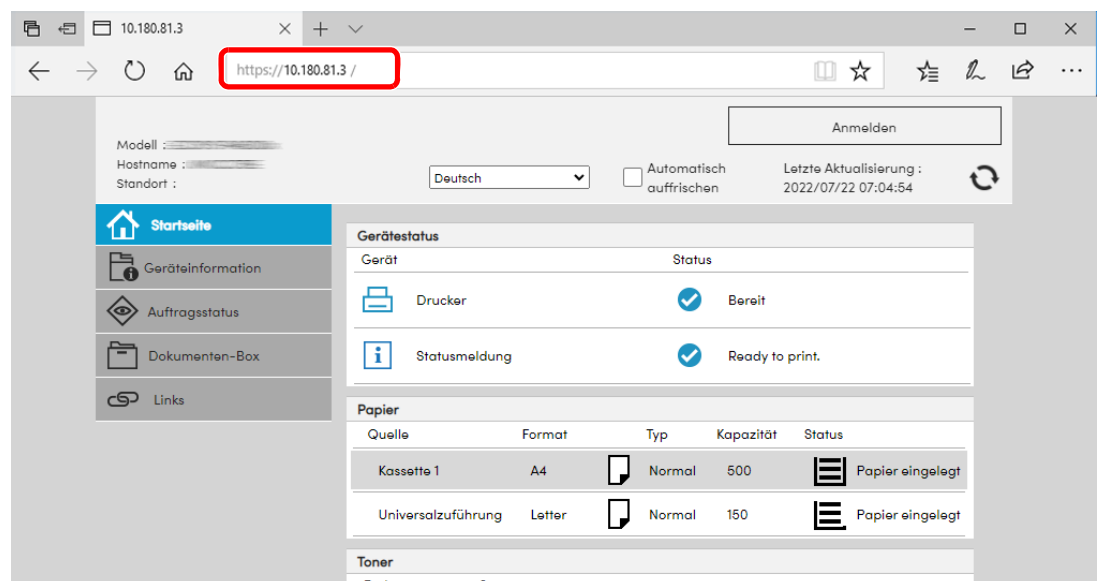 10.180.81.3
https://10.180.81.3 /
Anmelden
Modell :
Hostname :
Standort :
Deutsch
Automatisch
auffrischen
Letzte Aktualisierung :
2022/07/22 07:04:54
Startseite
Geräteinformation
Auftragsstatus
Dokumenten-Box
Links
Gerätestatus
Gerät Status
Drucker Bereit
Statusmeldung Ready to print.
Papier
Quelle Format Typ Kapazität Status
Kassette 1 A4 Normal 500 Papier eingelegt
Universalzuführung Letter Normal 150 Papier eingelegt
Toner